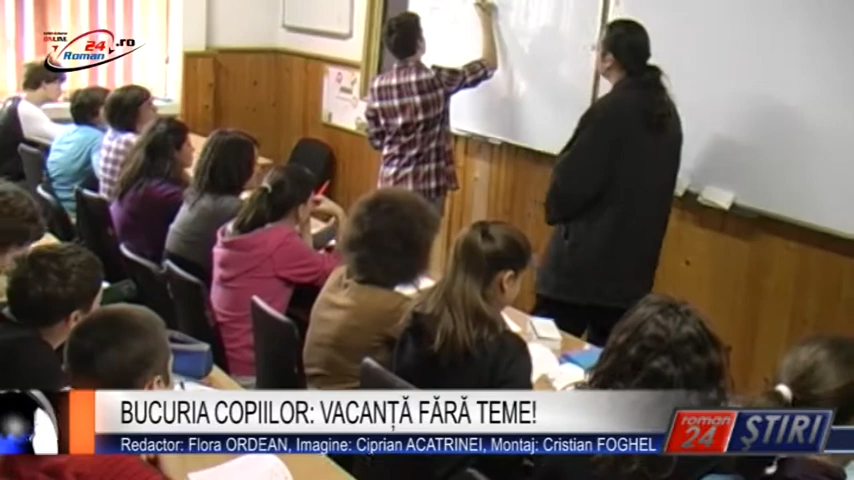 ONLINE
24 .ro
Roman
BUCURIA COPIILOR: VACANȚĂ FĂRĂ TEME!
Redactor: Flora ORDEAN, Imagine: Ciprian ACATRINEI, Montaj: Cristian FOGHEL
roman
24
ȘTIRI